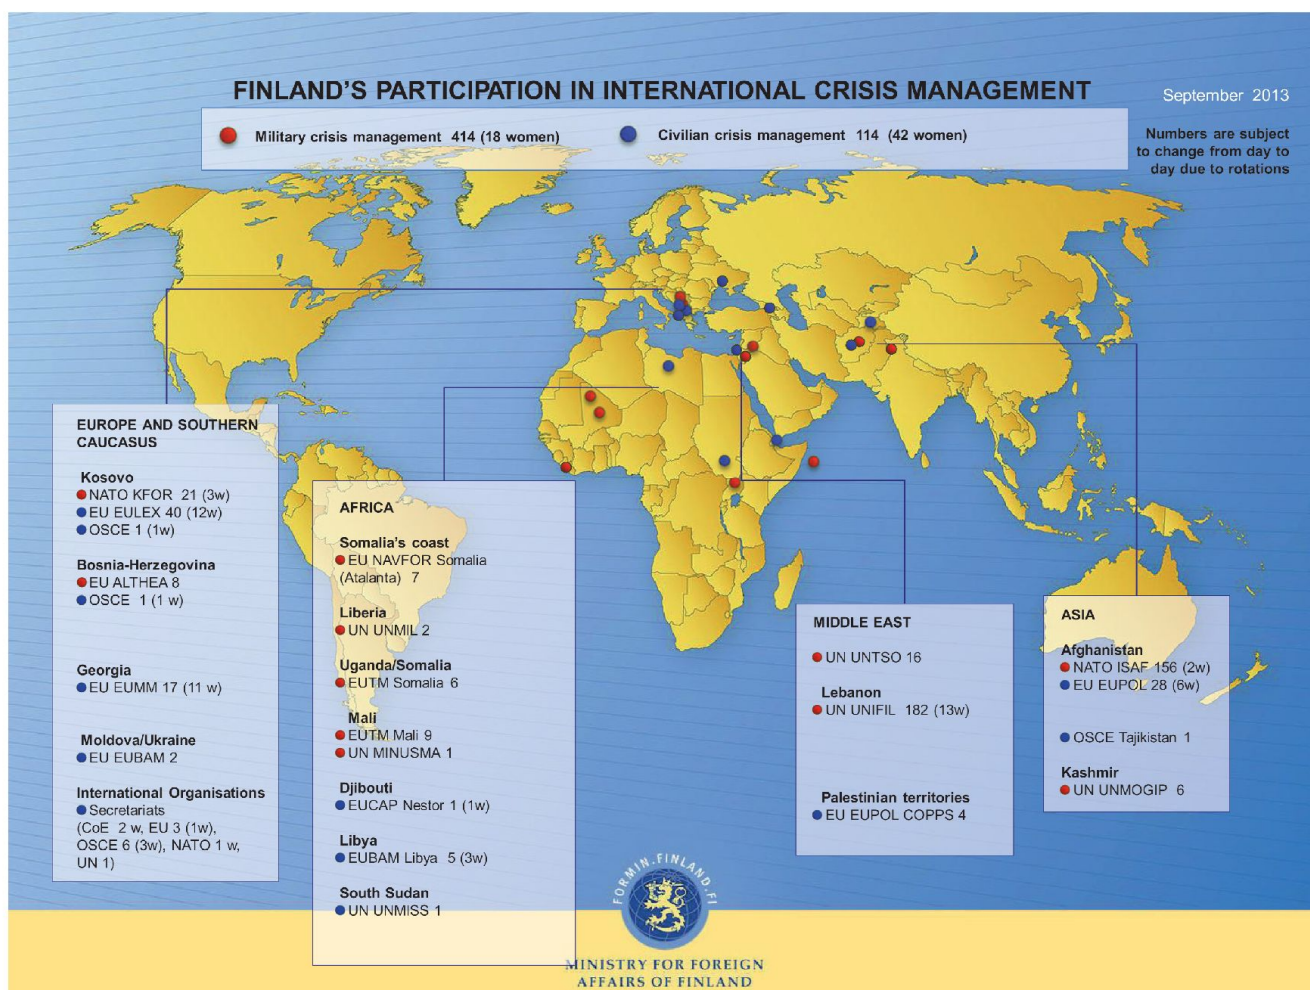 FINLAND'S PARTICIPATION IN INTERNATIONAL CRISIS MANAGEMENT
September 2013
Military crisis management 414 (18 women)
Civilian crisis management 114 (42 women)
Numbers are subject
to change from day to
day due to rotations
EUROPE AND SOUTHERN
CAUCASUS
Kosovo
NATO KFOR 21 (3w)
EU EULEX 40 (12w)
OSCE 1 (1w)
Bosnia-Herzegovina
EU ALTHEA 8
OSCE 1 (1 w)
Georgia
EU EUMM 17 (11 w)
Moldova/Ukraine
EU EUBAM 2
International Organisations
Secretariats
(CoE 2 w, EU 3 (1w),
OSCE 6 (3w), NATO 1 w,
UN 1)
AFRICA
Somalia's coast
EU NAVFOR Somalia
(Atalanta) 7
Liberia
UN UNMIL 2
Uganda/Somalia
EUTM Somalia 6
Mali
EUTM Mali 9
UN MINUSMA 1
Djibouti
EUCAP Nestor 1 (1w)
Libya
EUBAM Libya 5 (3w)
South Sudan
UN UNMISS 1
MIDDLE EAST
UN UNTSO 16
Lebanon
UN UNIFIL 182 (13w)
Palestinian territories
EU EUPOL COPPS 4
ASIA
Afghanistan
NATO ISAF 156 (2w)
EU EUPOL 28 (6w)
OSCE Tajikistan 1
Kashmir
UN UNMOGIP 6
FORMIN.FINLAND.FI
MINISTRY FOR FOREIGN
AFFAIRS OF FINLAND